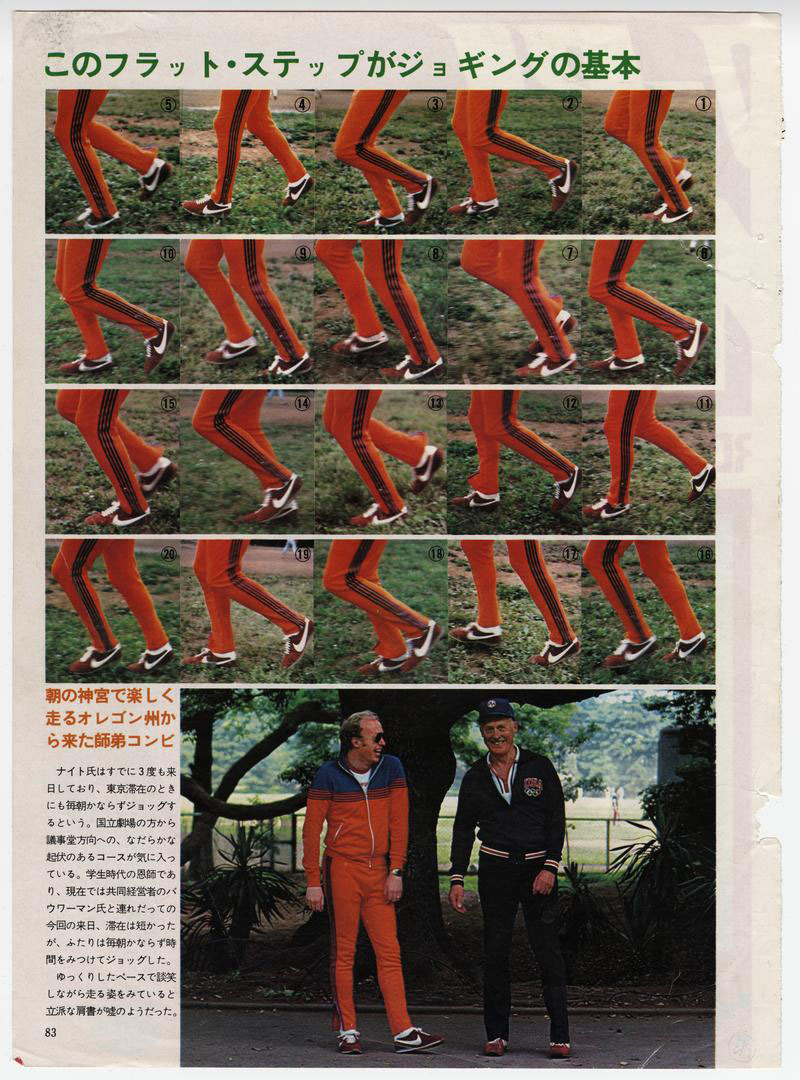 このフラット・ステップがジョギングの基本
① ② ③ ④ ⑤
⑥ ⑦ ⑧ ⑨ ⑩
⑪ ⑫ ⑬ ⑭ ⑮
⑯ ⑰ ⑱ ⑲ ⑳
朝の神宮で楽しく
走るオレゴン州か
ら来た師弟コンビ
ナイト氏はすでに3度も来
日しており、東京滞在のとき
にも毎朝かならずジョッグす
るという。国立劇場の方から
議事堂方向への、なだらかな
起伏のあるコースが気に入っ
ている。学生時代の恩師であ
り、現在では共同経営者のバ
ウワーマン氏と連れだっての
今回の来日、滞在は短かった
が、ふたりは毎朝かならず時
間をみつけてジョッグした。
ゆっくりしたペースで談笑
しながら走る姿をみていると
立派な肩書が嘘のようだった。
83